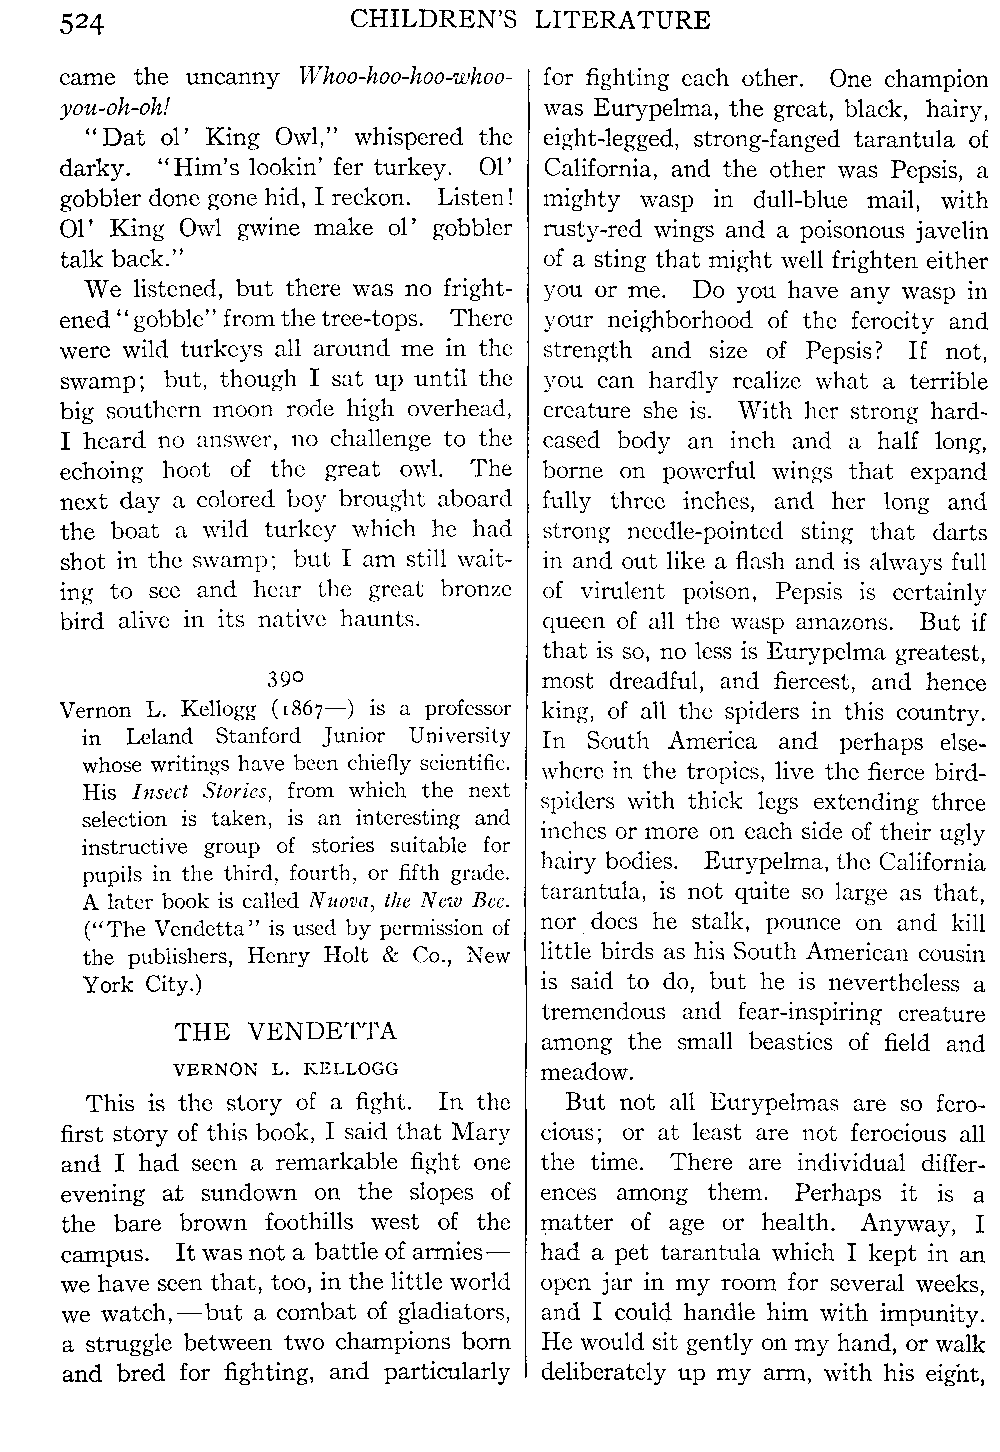 524
CHILDREN'S LITERATURE
came the uncanny Whoo-hoo-hoo-whoo-
you-oh-oh!
"Dat ol' King Owl," whispered the
darky. "Him's lookin' fer turkey. Ol'
gobbler done gone hid, I reckon. Listen!
Ol' King Owl gwine make ol' gobbler
talk back."
We listened, but there was no fright-
ened "gobble" from the tree-tops. There
were wild turkeys all around me in the
swamp; but, though I sat up until the
big southern moon rode high overhead,
I heard no answer, no challenge to the
echoing hoot of the great owl. The
next day a colored boy brought aboard
the boat a wild turkey which he had
shot in the swamp; but I am still wait-
ing to see and hear the great bronze
bird alive in its native haunts.
390
Vernon L. Kellogg (1867—) is a professor
in Leland Stanford Junior University
whose writings have been chiefly scientific.
His Insect Stories, from which the next
selection is taken, is an interesting and
instructive group of stories suitable for
pupils in the third, fourth, or fifth grade.
A later book is called Nuova, the New Bee.
("The Vendetta" is used by permission of
the publishers, Henry Holt & Co., New
York City.)
THE VENDETTA
VERNON L. KELLOGG
This is the story of a fight. In the
first story of this book, I said that Mary
and I had seen a remarkable fight one
evening at sundown on the slopes of
the bare brown foothills west of the
campus. It was not a battle of armies—
we have seen that, too, in the little world
we watch,—but a combat of gladiators,
a struggle between two champions born
and bred for fighting, and particularly
for fighting each other. One champion
was Eurypelma, the great, black, hairy,
eight-legged, strong-fanged tarantula of
California, and the other was Pepsis, a
mighty wasp in dull-blue mail, with
rusty-red wings and a poisonous javelin
of a sting that might well frighten either
you or me. Do you have any wasp in
your neighborhood of the ferocity and
strength and size of Pepsis? If not,
you can hardly realize what a terrible
creature she is. With her strong hard-
cased body an inch and a half long,
borne on powerful wings that expand
fully three inches, and her long and
strong needle-pointed sting that darts
in and out like a flash and is always full
of virulent poison, Pepsis is certainly
queen of all the wasp amazons. But if
that is so, no less is Eurypelma greatest,
most dreadful, and fiercest, and hence
king, of all the spiders in this country.
In South America and perhaps else-
where in the tropics, live the fierce bird-
spiders with thick legs extending three
inches or more on each side of their ugly
hairy bodies. Eurypelma, the California
tarantula, is not quite so large as that,
nor does he stalk, pounce on and kill
little birds as his South American cousin
is said to do, but he is nevertheless a
tremendous and fear-inspiring creature
among the small beasties of field and
meadow.
But not all Eurypelmas are so fero-
cious; or at least are not ferocious all
the time. There are individual differ-
ences among them. Perhaps it is a
matter of age or health. Anyway, I
had a pet tarantula which I kept in an
open jar in my room for several weeks,
and I could handle him with impunity.
He would sit gently on my hand, or walk
deliberately up my arm, with his eight,